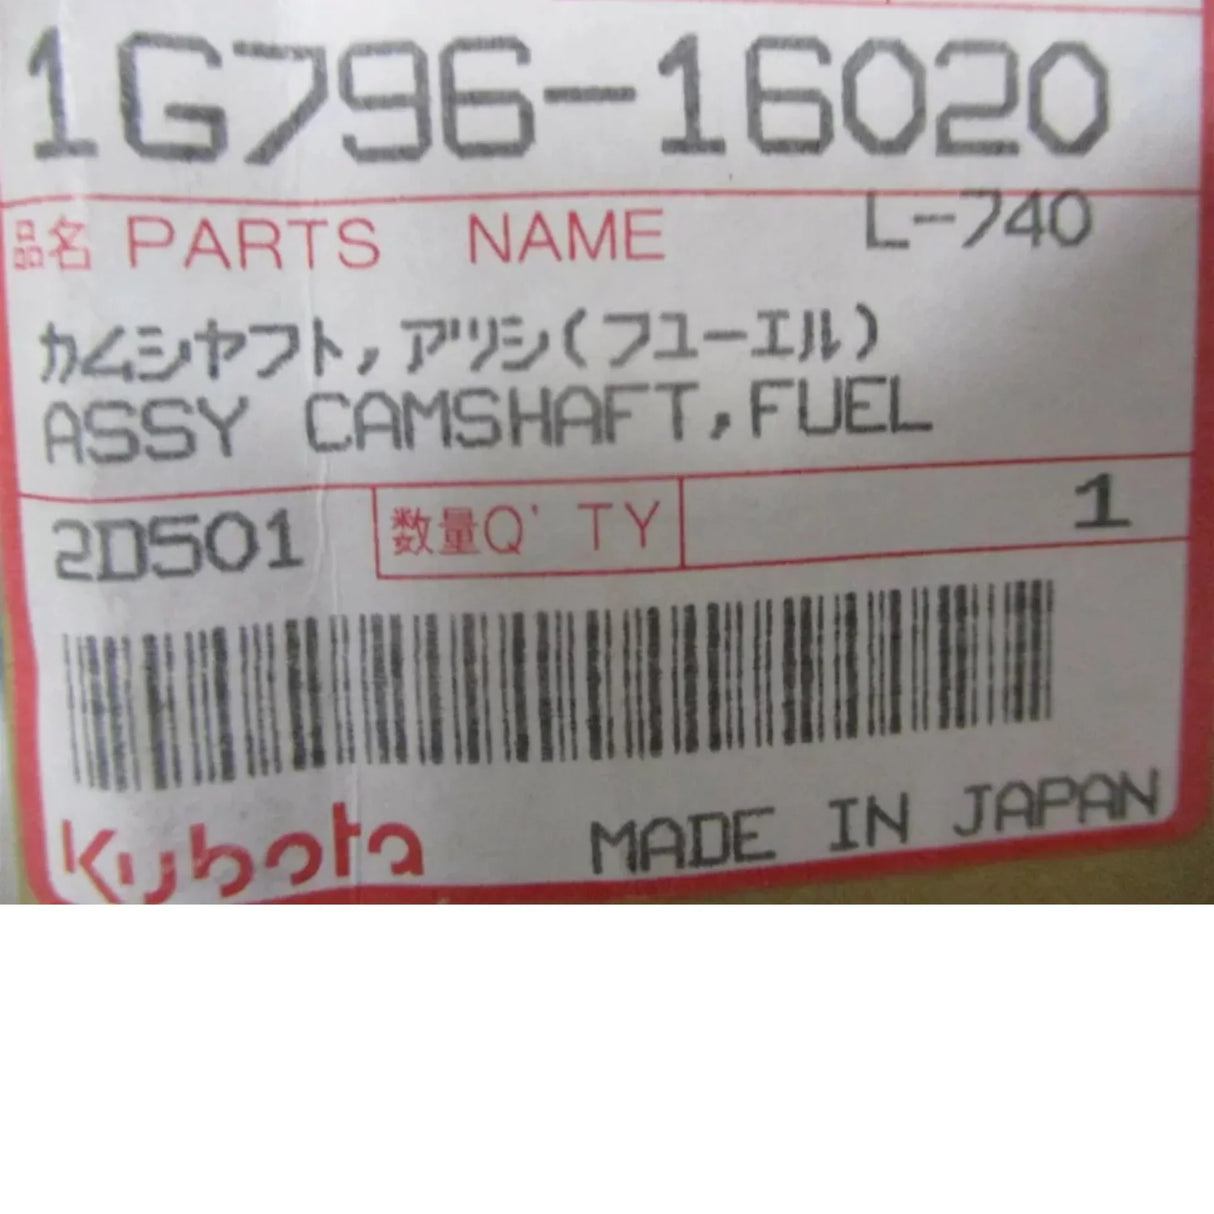 1G796-16020
品名 PARTS NAME L-740
カムシヤフト,アツシ(フユーエル)
ASSY CAMSHAFT,FUEL
2D501 数量Q'TY 1
Kubota MADE IN JAPAN